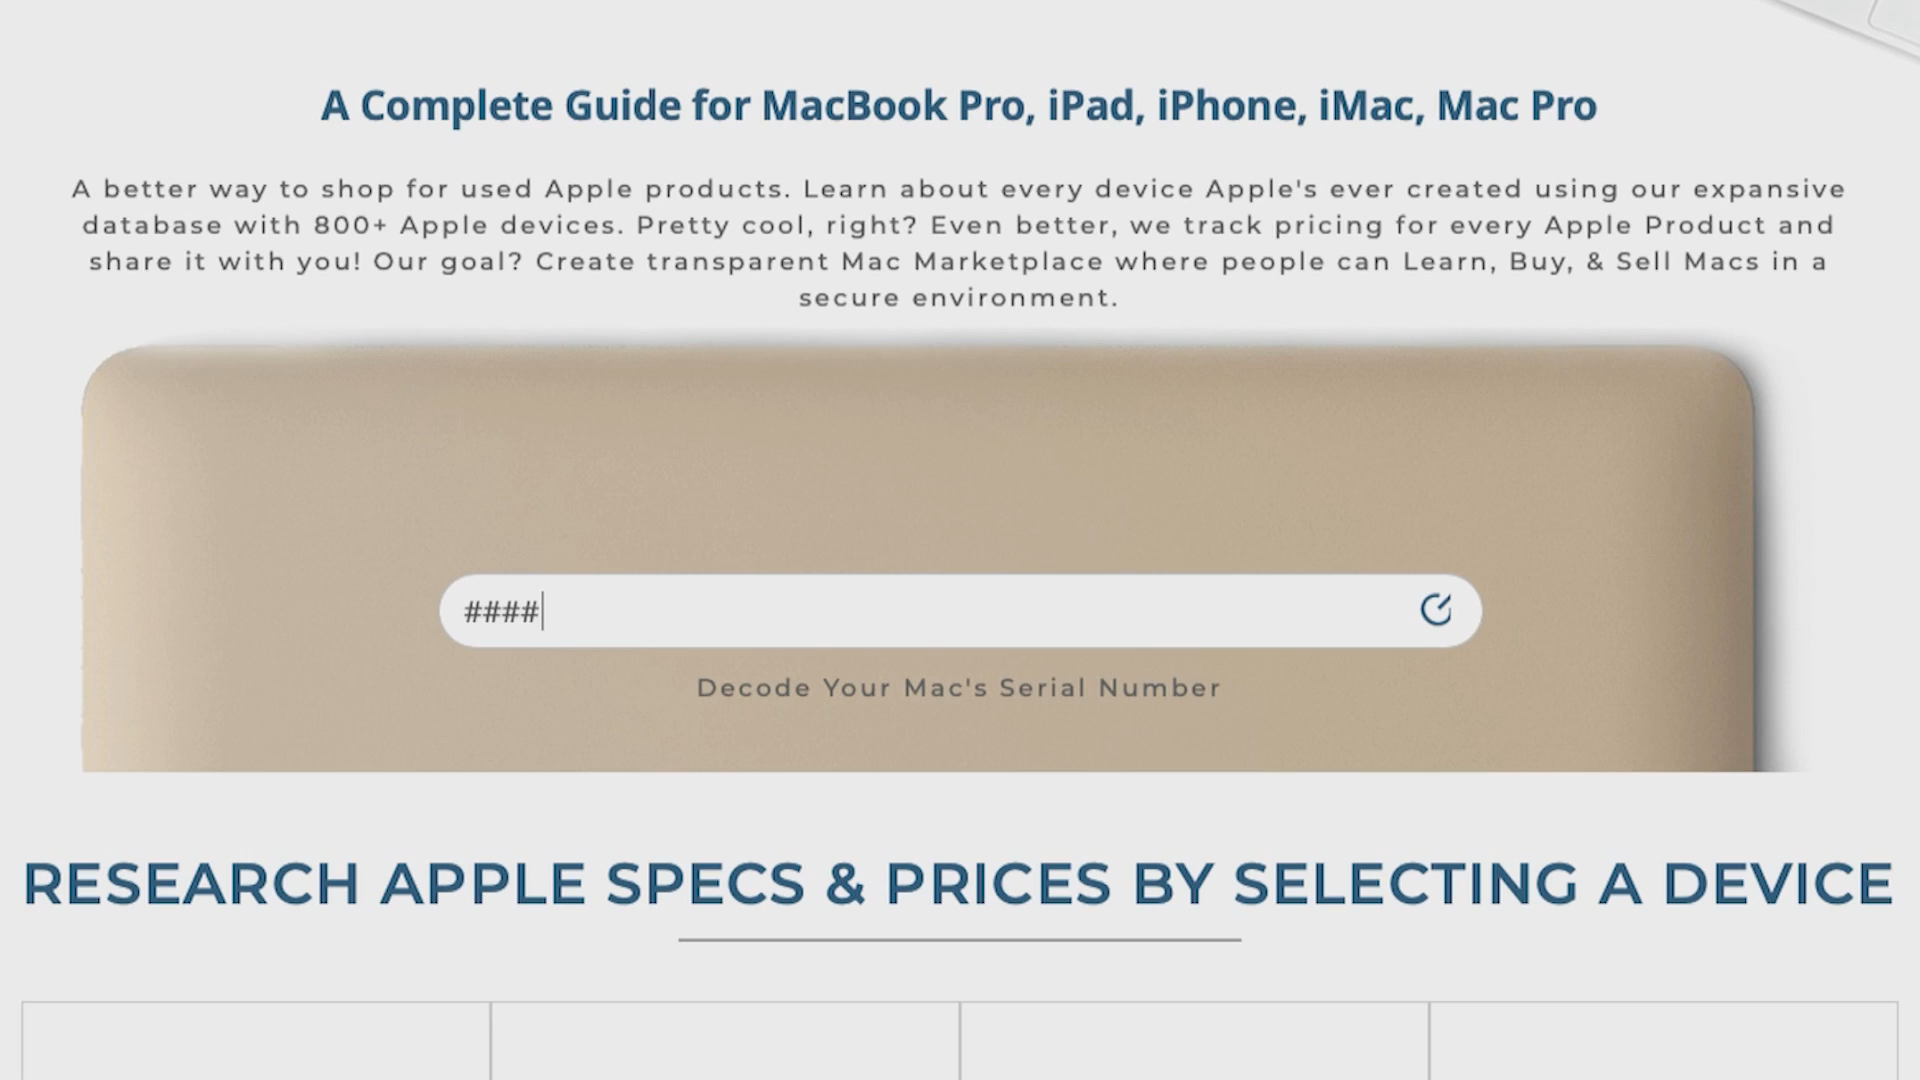 A Complete Guide for MacBook Pro, iPad, iPhone, iMac, Mac Pro
A better way to shop for used Apple products. Learn about every device Apple's ever created using our expansive
database with 800+ Apple devices. Pretty cool, right? Even better, we track pricing for every Apple Product and
share it with you! Our goal? Create transparent Mac Marketplace where people can Learn, Buy, & Sell Macs in a
secure environment.
####
Decode Your Mac's Serial Number
RESEARCH APPLE SPECS & PRICES BY SELECTING A DEVICE